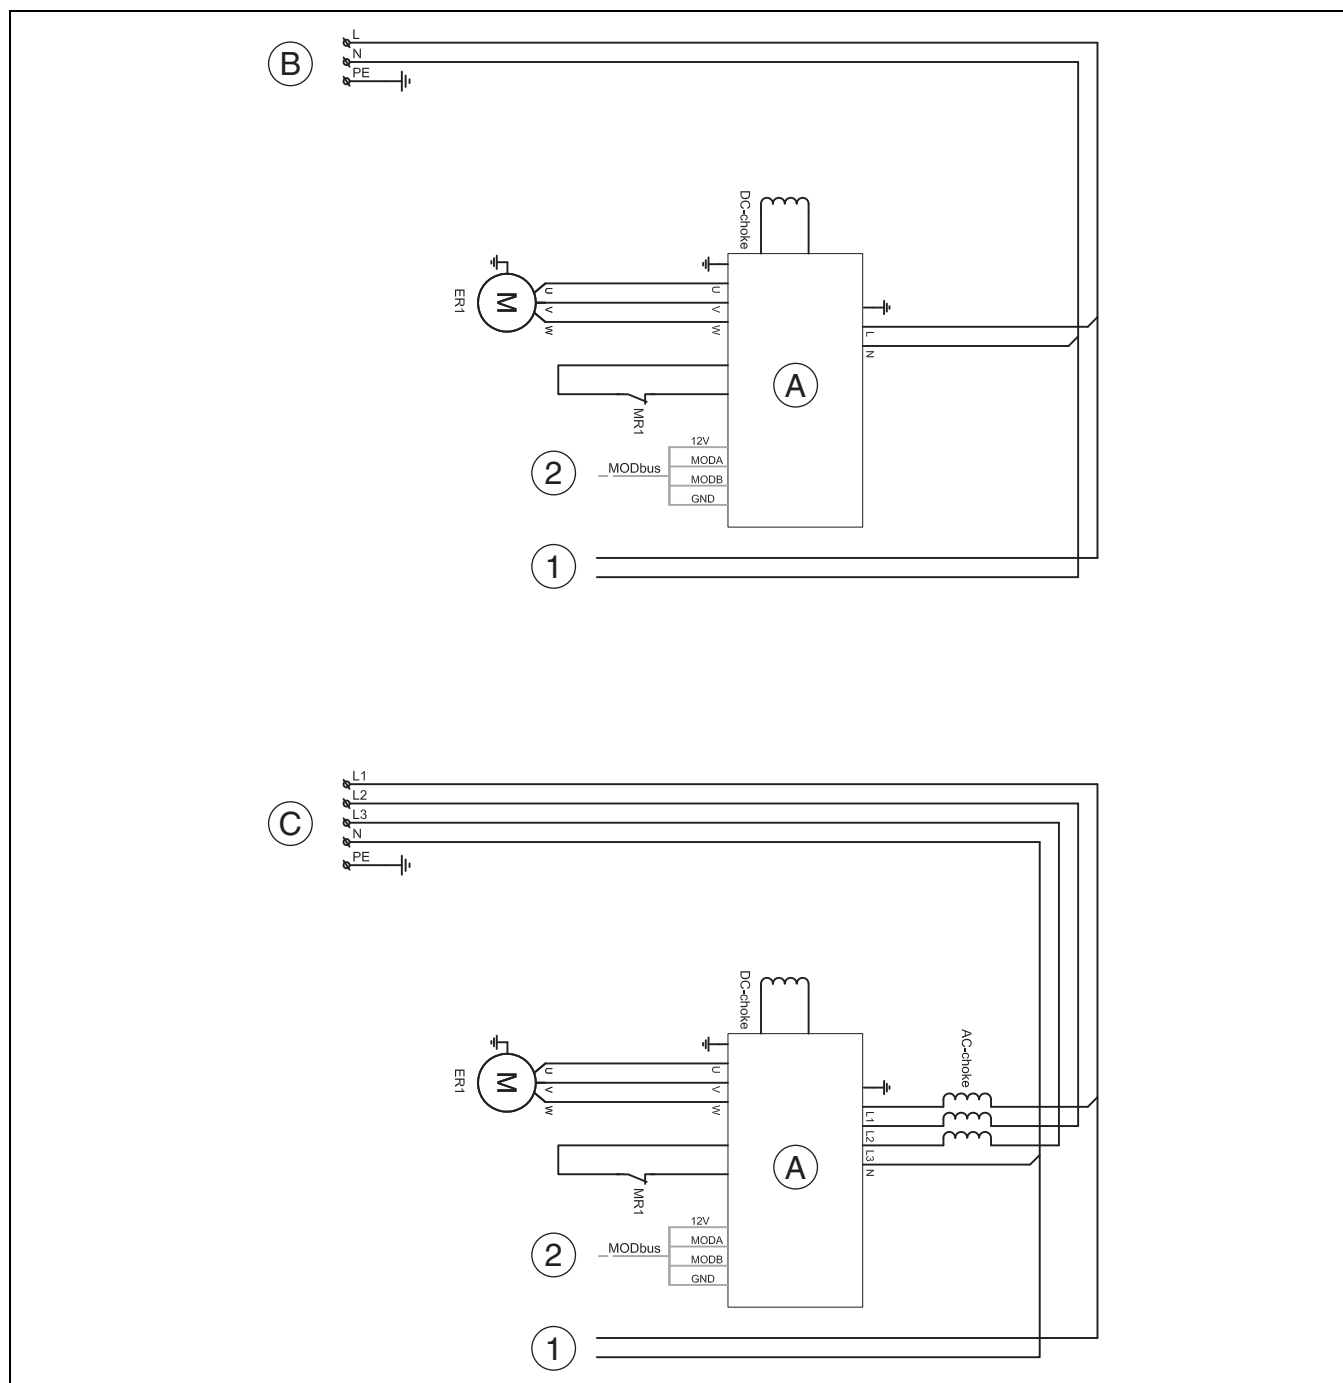 B
L
N
PE
DC-choke
ER1
M
U
V
W
U
V
W
L
N
A
MR1
12V
MODA
MODB
GND
MODbus
2
1
C
L1
L2
L3
N
PE
DC-choke
AC-choke
ER1
M
U
V
W
U
V
W
L1
L2
L3
N
A
MR1
12V
MODA
MODB
GND
MODbus
2
1